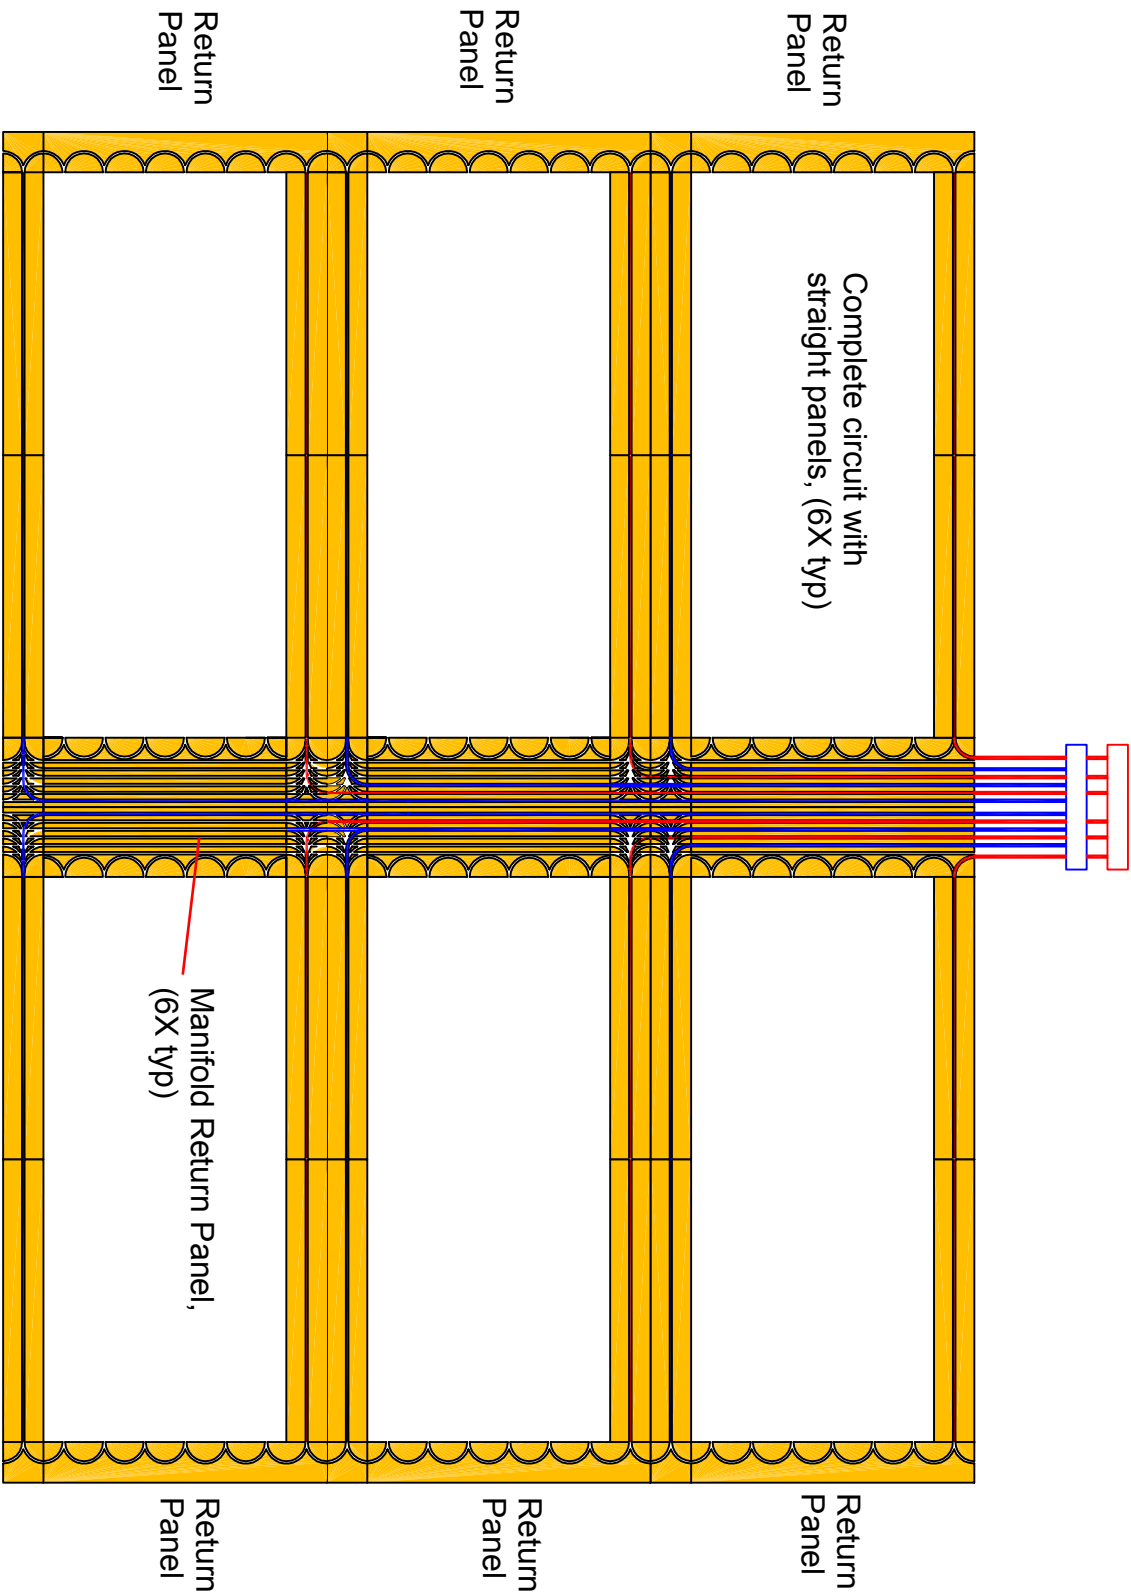 Return
Panel
Return
Panel
Return
Panel
Complete circuit with
straight panels, (6X typ)
Manifold Return Panel,
(6X typ)
Return
Panel
Return
Panel
Return
Panel